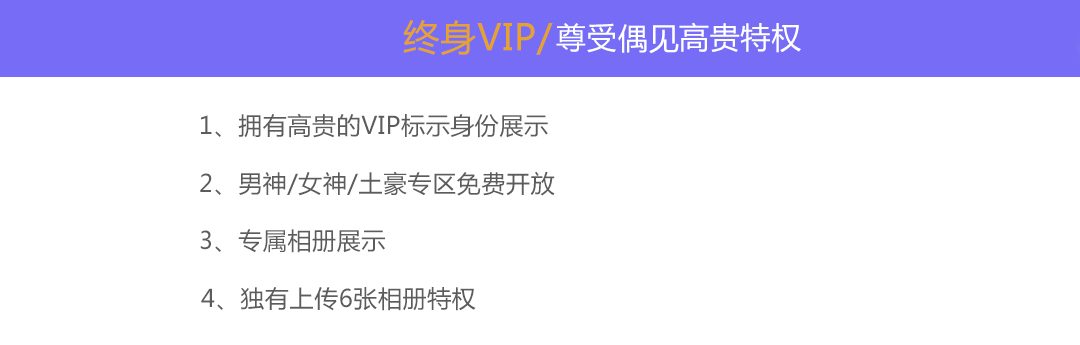 终身VIP/尊受偶见高贵特权
1、拥有高贵的VIP标示身份展示
2、男神/女神/土豪专区免费开放
3、专属相册展示
4、独有上传6张相册特权